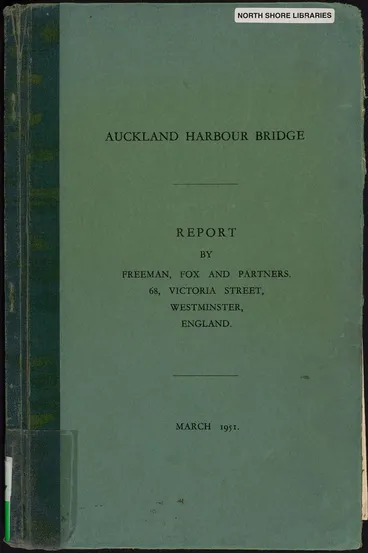 NORTH SHORE LIBRARIES
AUCKLAND HARBOUR BRIDGE
REPORT
BY
FREEMAN, FOX AND PARTNERS,
68, VICTORIA STREET,
WESTMINSTER,
ENGLAND.
MARCH 1951.